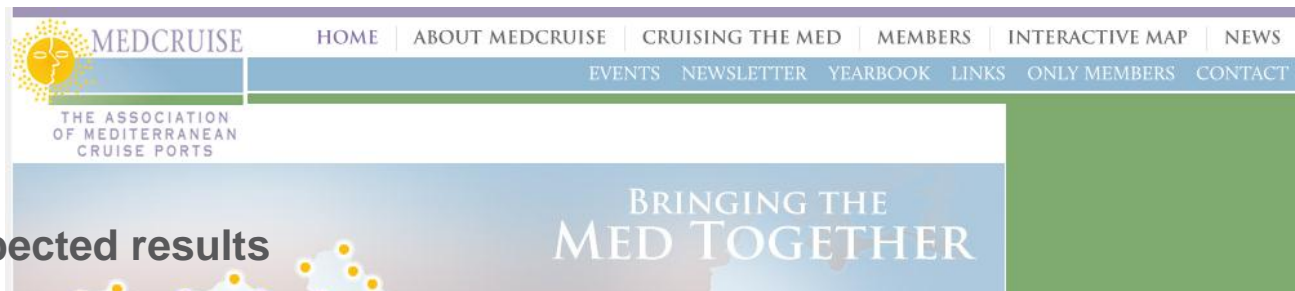 MEDCRUISE
HOME ABOUT MEDCRUISE CRUISING THE MED MEMBERS INTERACTIVE MAP NEWS
EVENTS NEWSLETTER YEARBOOK LINKS ONLY MEMBERS CONTACT
THE ASSOCIATION
OF MEDITERRANEAN
CRUISE PORTS
BRINGING THE
MED TOGETHER
results